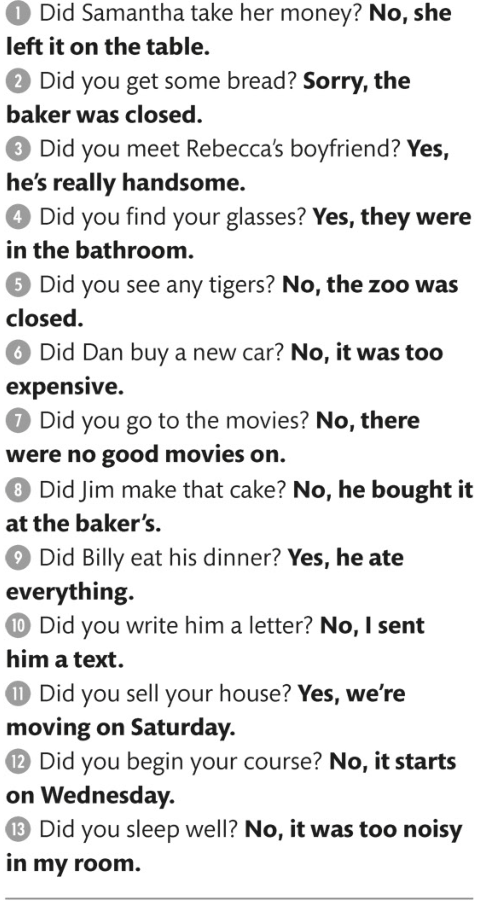 1 Did Samantha take her money? No, she
left it on the table.
2 Did you get some bread? Sorry, the
baker was closed.
3 Did you meet Rebecca's boyfriend? Yes,
he's really handsome.
4 Did you find your glasses? Yes, they were
in the bathroom.
5 Did you see any tigers? No, the zoo was
closed.
6 Did Dan buy a new car? No, it was too
expensive.
7 Did you go to the movies? No, there
were no good movies on.
8 Did Jim make that cake? No, he bought it
at the baker's.
9 Did Billy eat his dinner? Yes, he ate
everything.
10 Did you write him a letter? No, I sent
him a text.
11 Did you sell your house? Yes, we're
moving on Saturday.
12 Did you begin your course? No, it starts
on Wednesday.
13 Did you sleep well? No, it was too noisy
in my room.